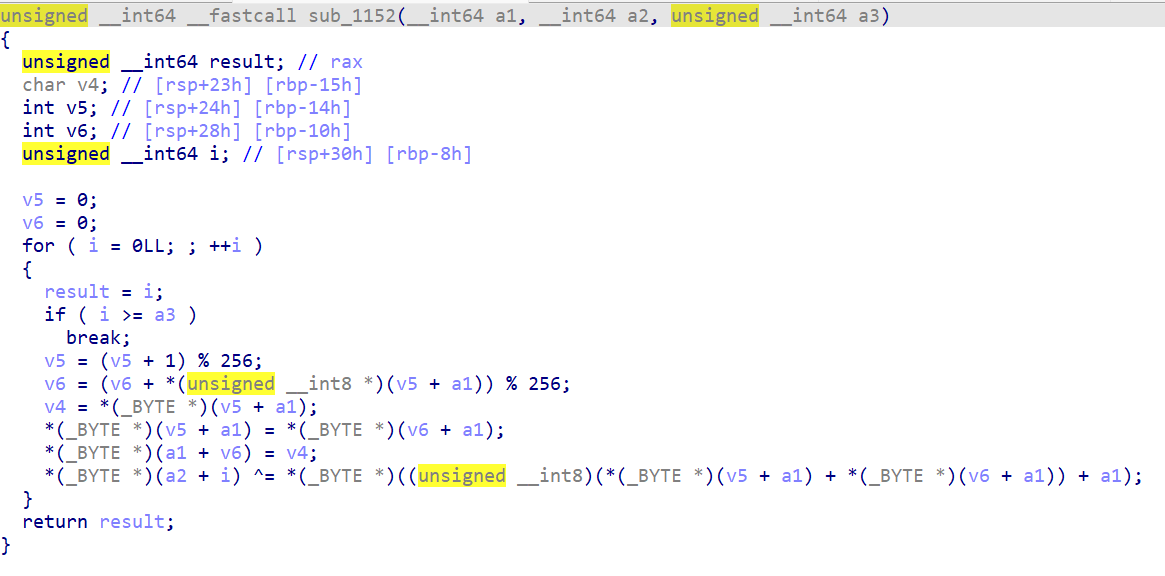 unsigned __int64 __fastcall sub_1152(__int64 a1, __int64 a2, unsigned __int64 a3)
{
  unsigned __int64 result; // rax
  char v4; // [rsp+23h] [rbp-15h]
  int v5; // [rsp+24h] [rbp-14h]
  int v6; // [rsp+28h] [rbp-10h]
  unsigned __int64 i; // [rsp+30h] [rbp-8h]

  v5 = 0;
  v6 = 0;
  for ( i = 0LL; ; ++i )
  {
    result = i;
    if ( i >= a3 )
      break;
    v5 = (v5 + 1) % 256;
    v6 = (v6 + *(unsigned __int8 *)(v5 + a1)) % 256;
    v4 = *(_BYTE *)(v5 + a1);
    *(_BYTE *)(v5 + a1) = *(_BYTE *)(v6 + a1);
    *(_BYTE *)(a1 + v6) = v4;
    *(_BYTE *)(a2 + i) ^= *(_BYTE *)((unsigned __int8)(*(_BYTE *)(v5 + a1) + *(_BYTE *)(v6 + a1)) + a1);
  }
  return result;
}